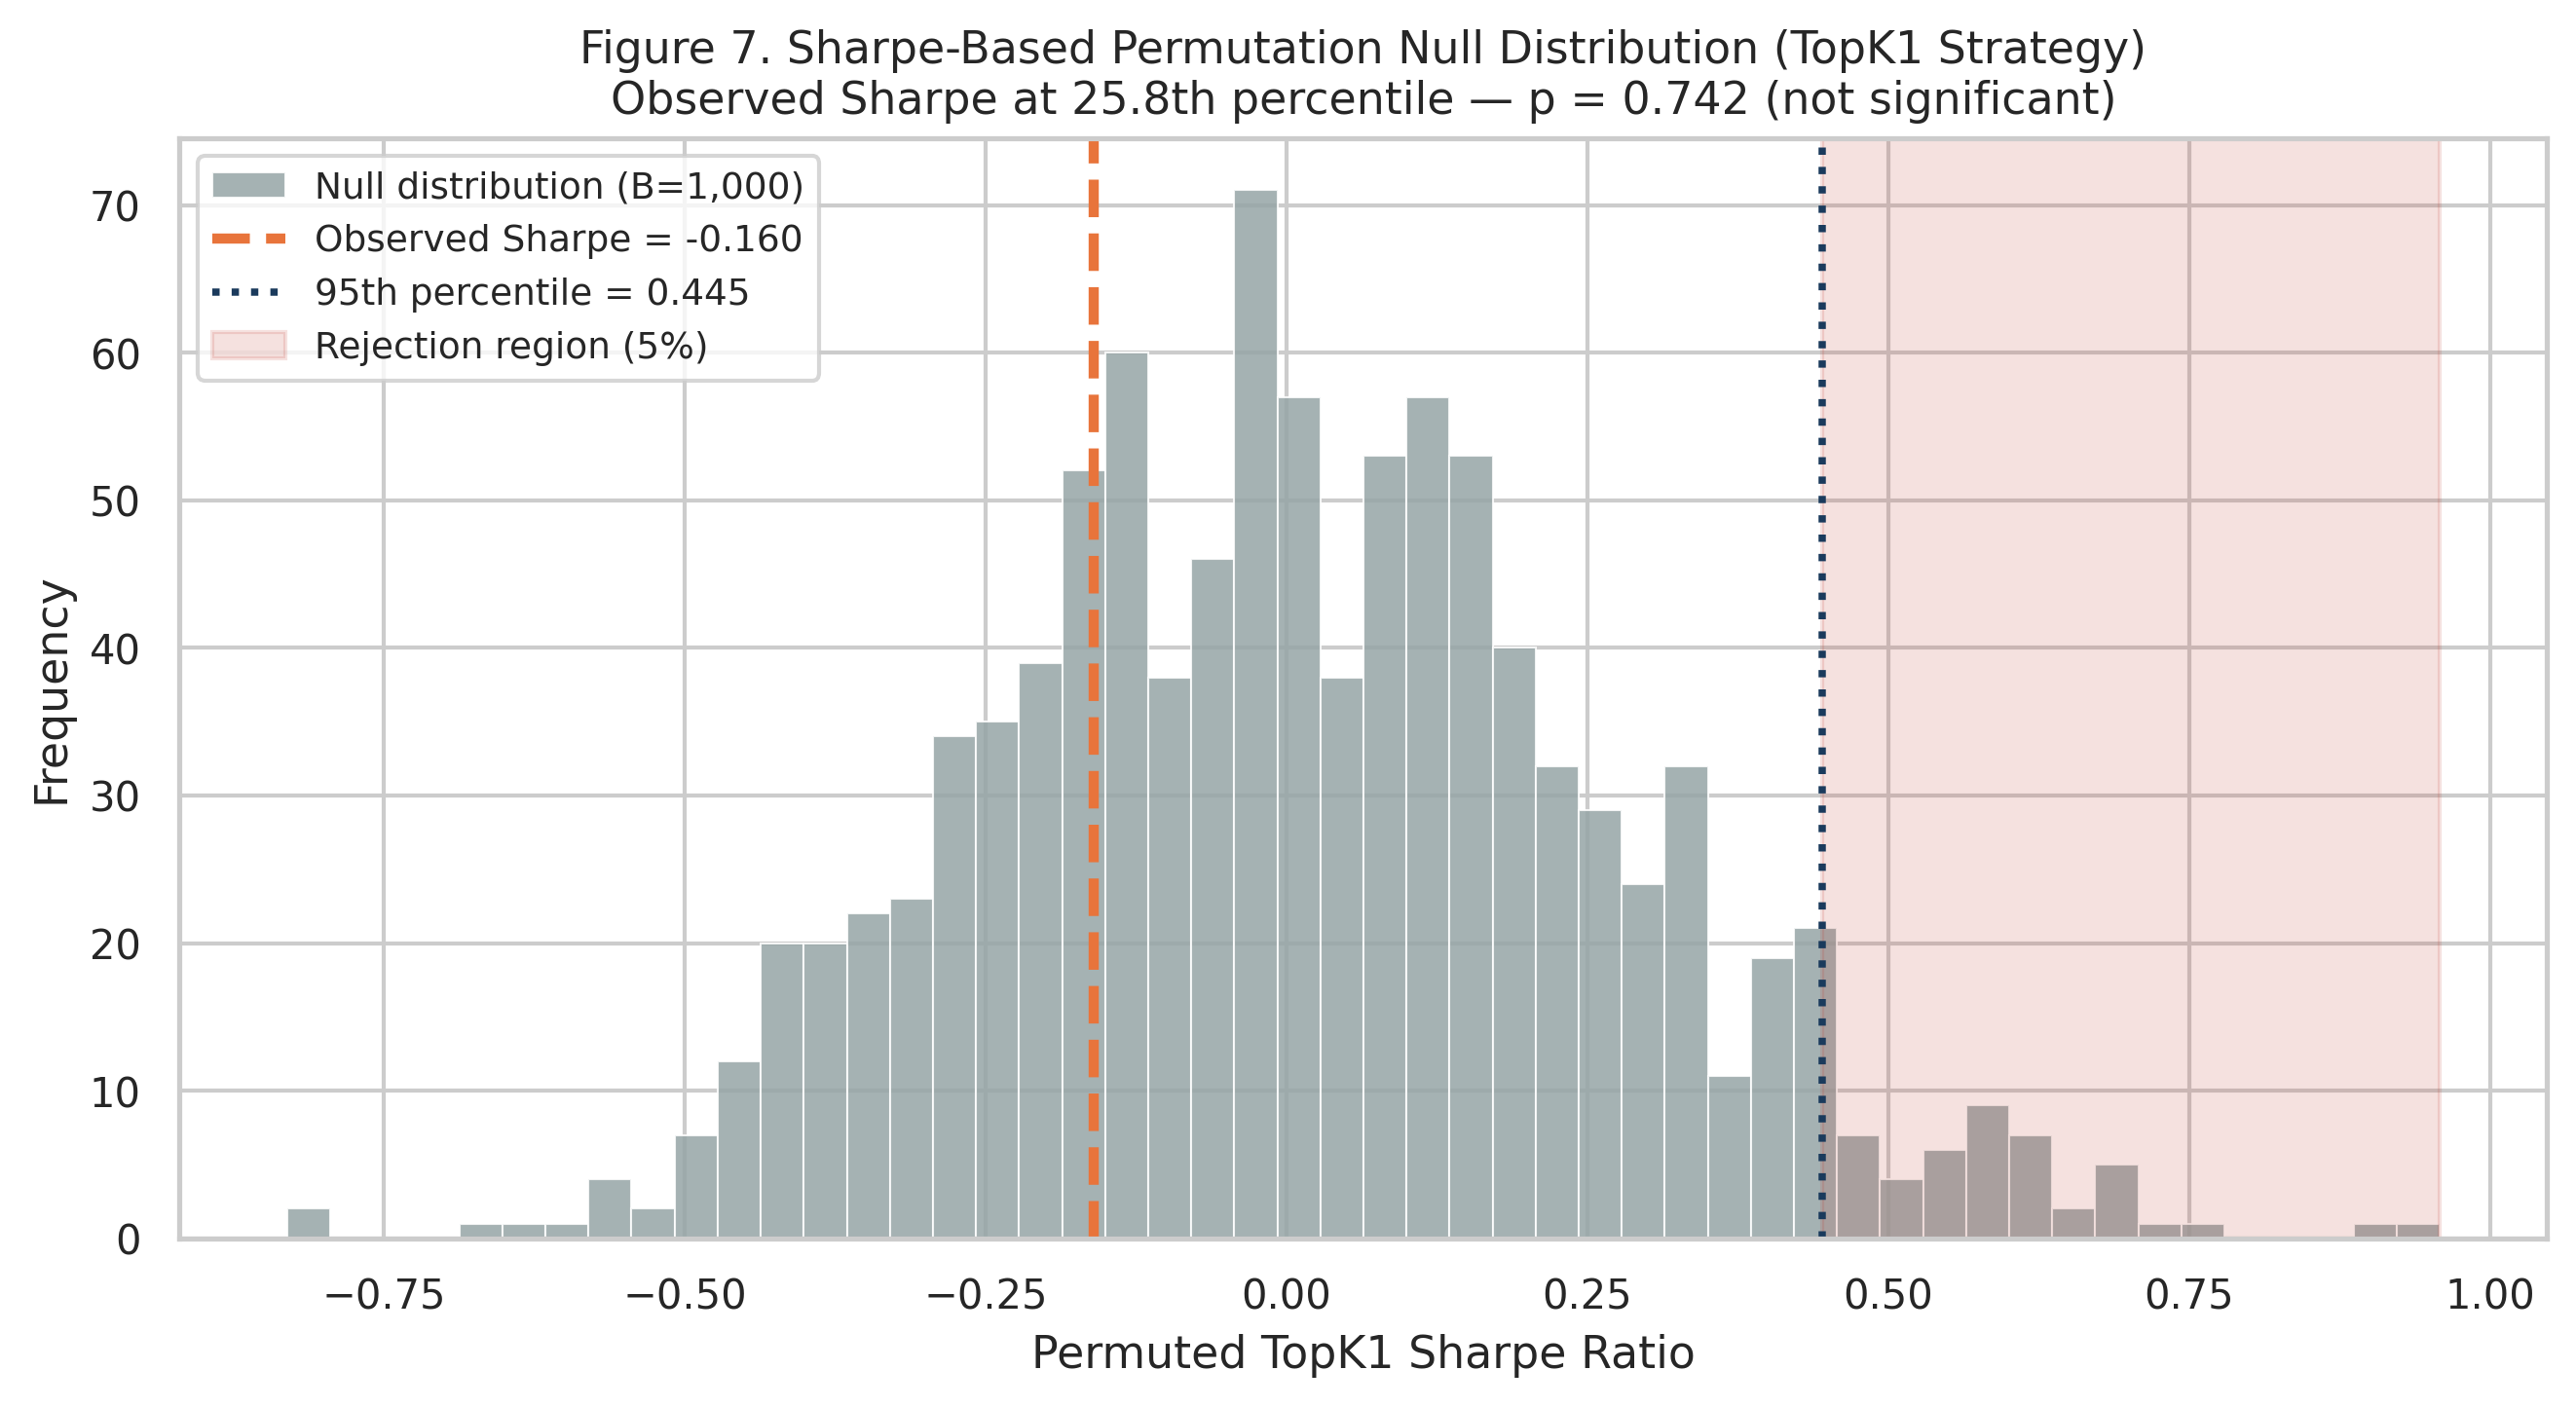 Figure 7. Sharpe-Based Permutation Null Distribution (TopK1 Strategy)
Observed Sharpe at 25.8th percentile — p = 0.742 (not significant)
Null distribution (B=1,000)
Observed Sharpe = -0.160
95th percentile = 0.445
Rejection region (5%)
Frequency
70
60
50
40
30
20
10
0
−0.75 −0.50 −0.25 0.00 0.25 0.50 0.75 1.00
Permuted TopK1 Sharpe Ratio